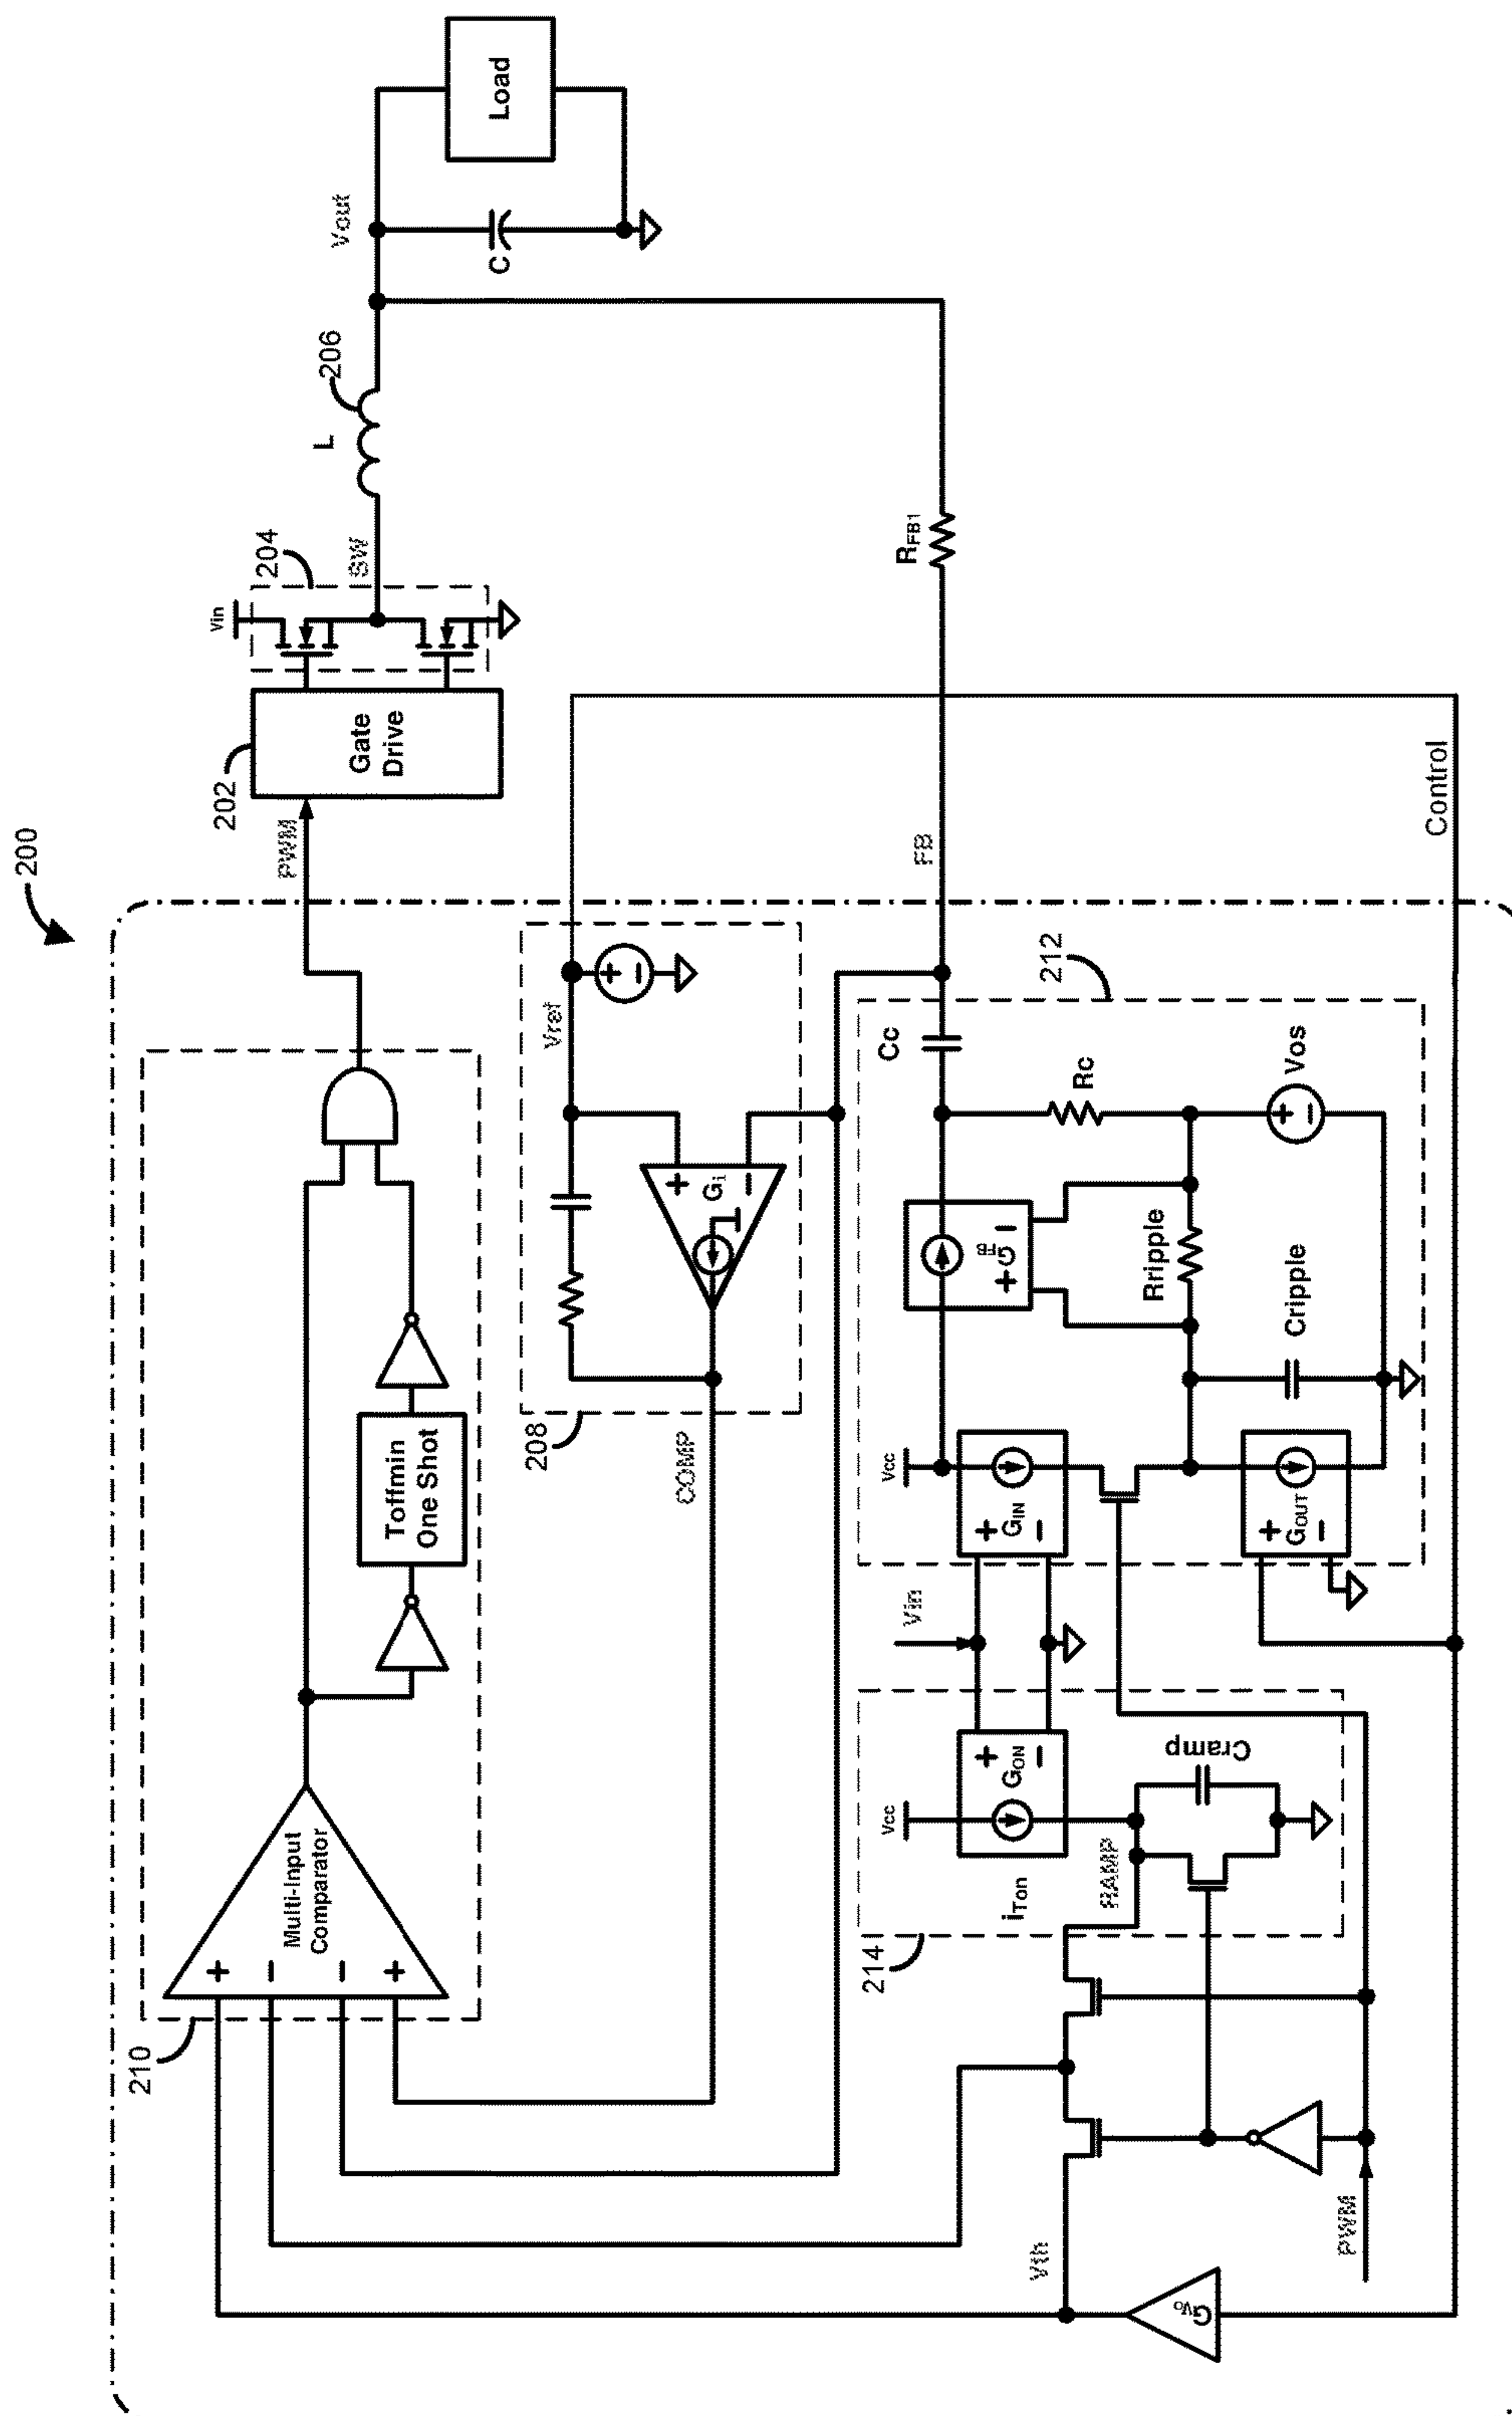 200
210
Multi-Input
Comparator
+
−
−
+
Toffmin
One Shot
PWM
202
Gate
Drive
Vin
204
SW
L
206
Vout
C
Load
208
COMP
Vref
+
−
+
−
Gi
FB
RFB1
214
Vcc
iTon
+
GON
−
RAMP
Cramp
Vin
212
Vcc
+
GIN
−
+
GFB
−
Cc
Rc
Rripple
Cripple
+
GOUT
−
Vos
+
−
Vth
GVo
PWM
Control